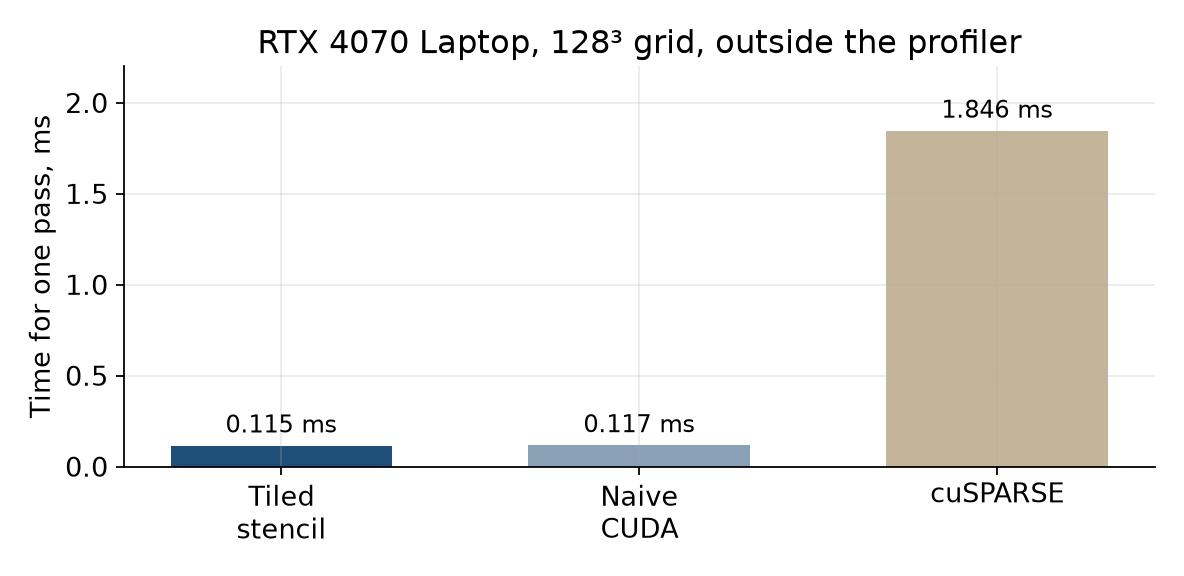 RTX 4070 Laptop, 128³ grid, outside the profiler
Time for one pass, ms
2.0
1.5
1.0
0.5
0.0
0.115 ms
0.117 ms
1.846 ms
Tiled
stencil
Naive
CUDA
cuSPARSE